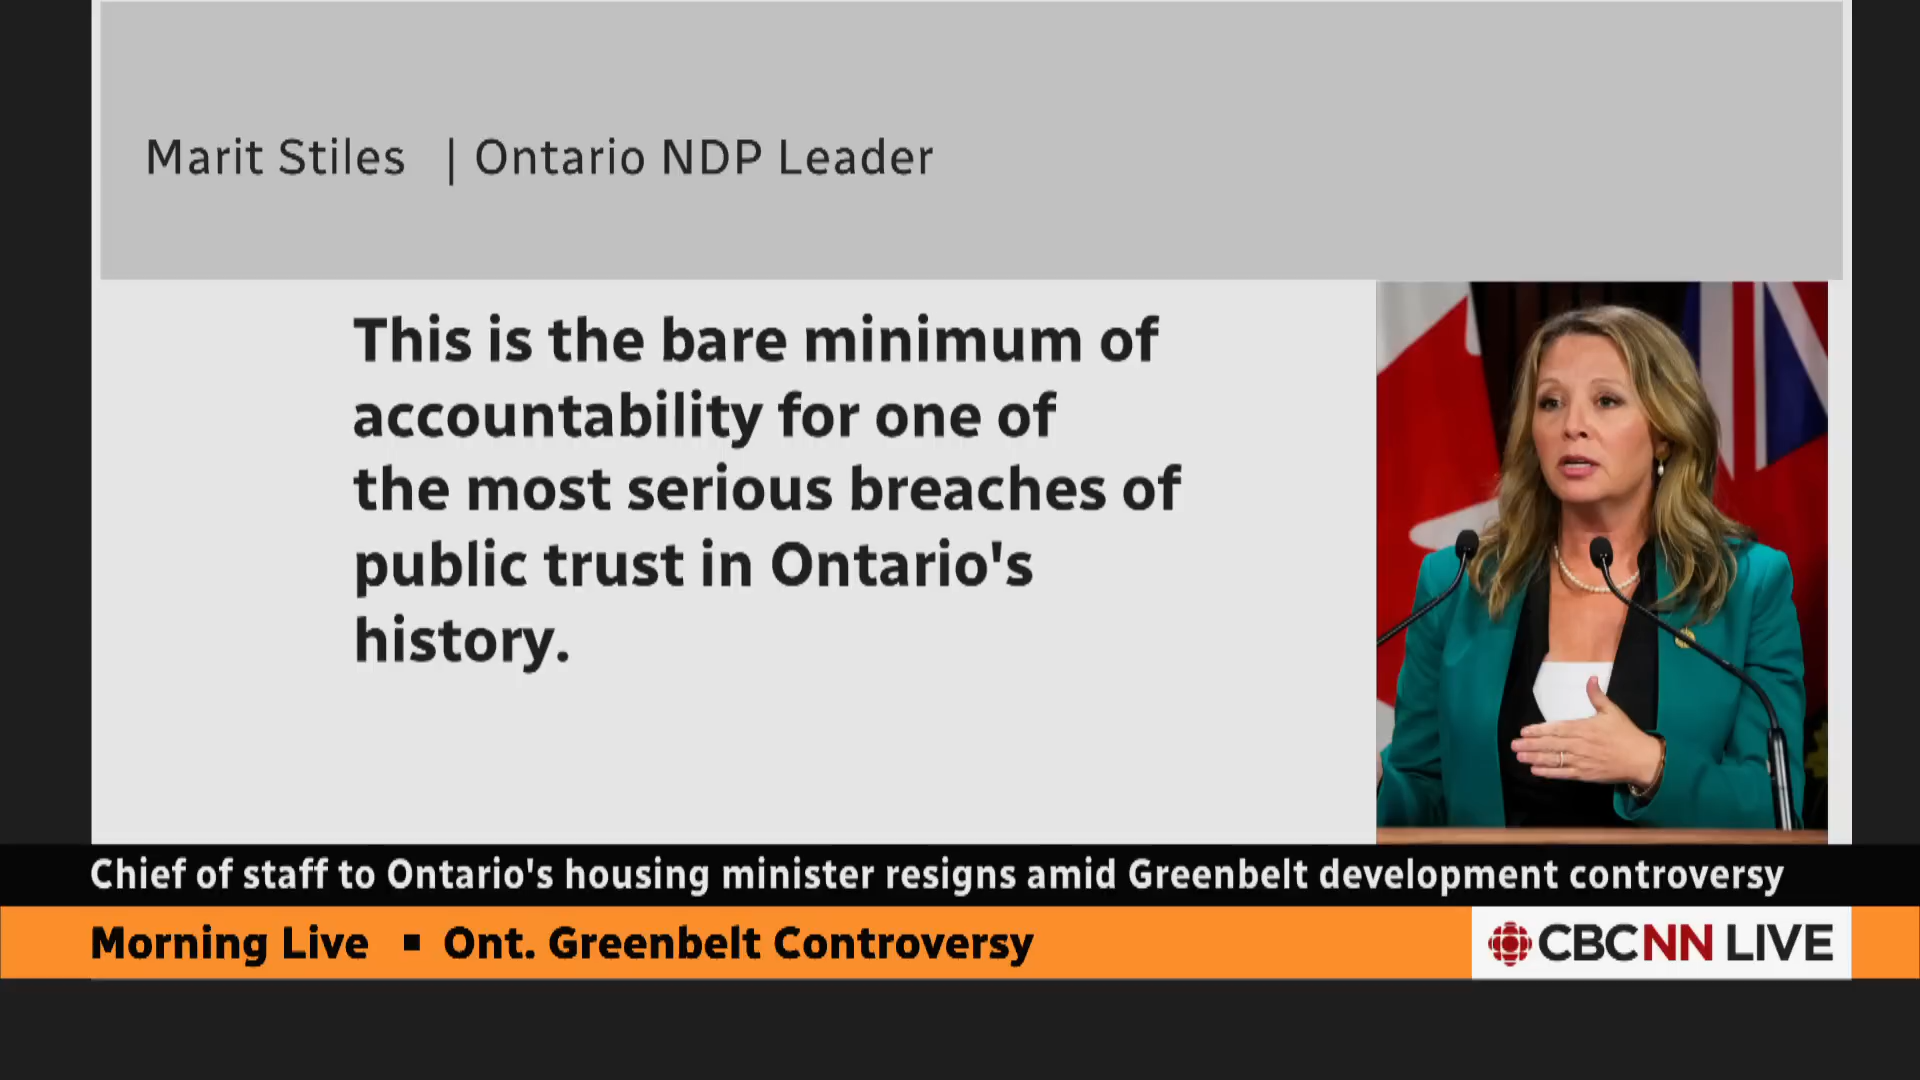 Marit Stiles | Ontario NDP Leader
This is the bare minimum of
accountability for one of
the most serious breaches of
public trust in Ontario's
history.
Chief of staff to Ontario's housing minister resigns amid Greenbelt development controversy
Morning Live ▪ Ont. Greenbelt Controversy
CBCNN LIVE